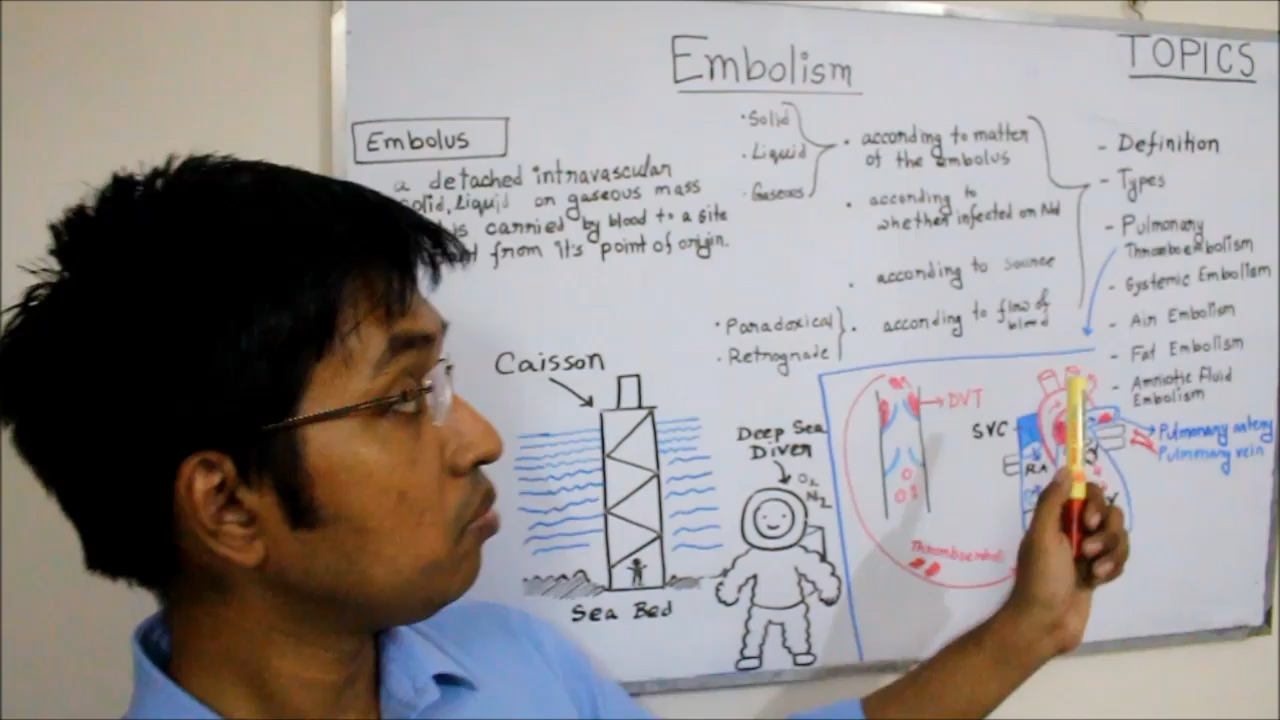 Embolism
TOPICS
Embolus
a detached intravascular
solid, liquid or gaseous mass
is carried by blood to a site
from it's point of origin.
• Solid
• Liquid
• Gaseous
• according to matter
of the embolus
• according to
whether infected or Not
• according to source
• according to flow of
blood
• Paradoxical
• Retrograde
- Definition
- Types
- Pulmonary
Thromboembolism
- Systemic Embolism
- Air Embolism
- Fat Embolism
- Amniotic Fluid
Embolism
Caisson
Sea Bed
Deep Sea
Diver
O2
N2
DVT
SVC
RA
Pulmonary artery
Pulmonary vein